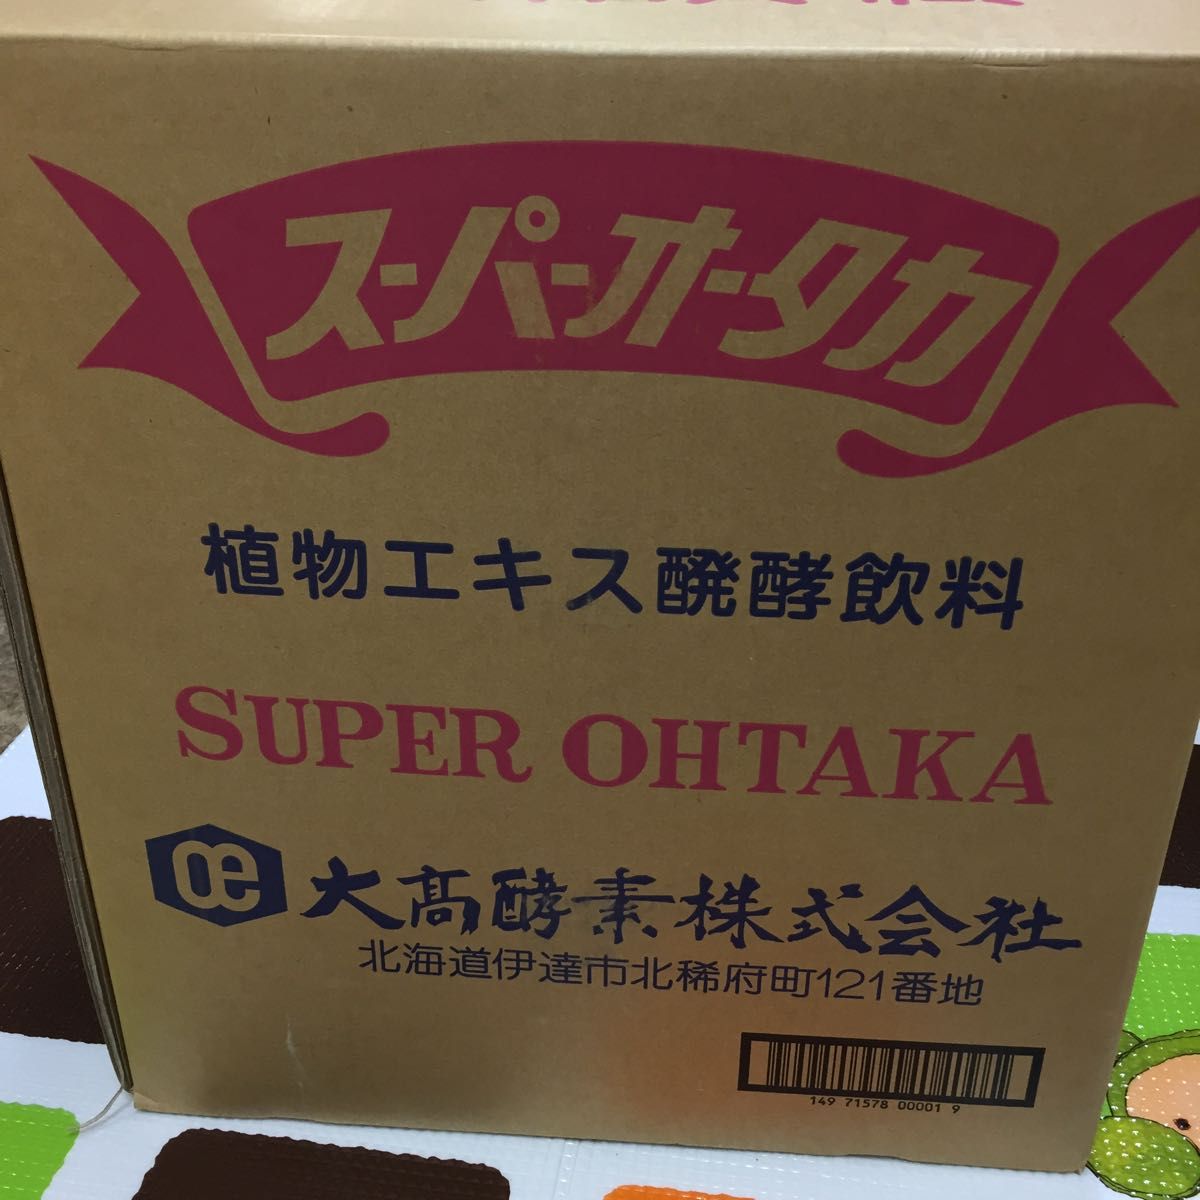 スーパーオータカ
植物エキス醗酵飲料
SUPER OHTAKA
OE 大髙酵素株式会社
北海道伊達市北稀府町121番地
149 71578 00001 9